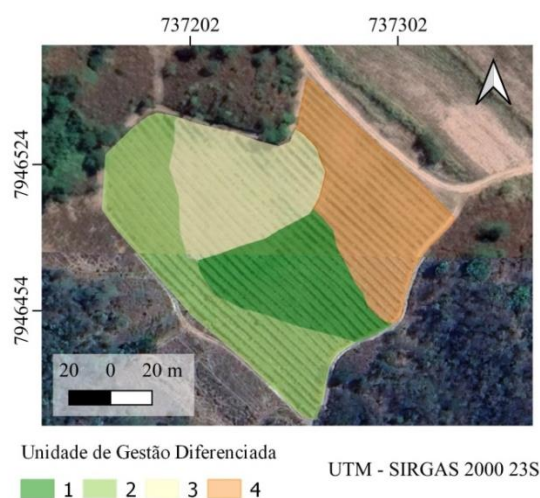 737202 737302
7946524
7946454
20 0 20 m
Unidade de Gestão Diferenciada
1 2 3 4
UTM - SIRGAS 2000 23S